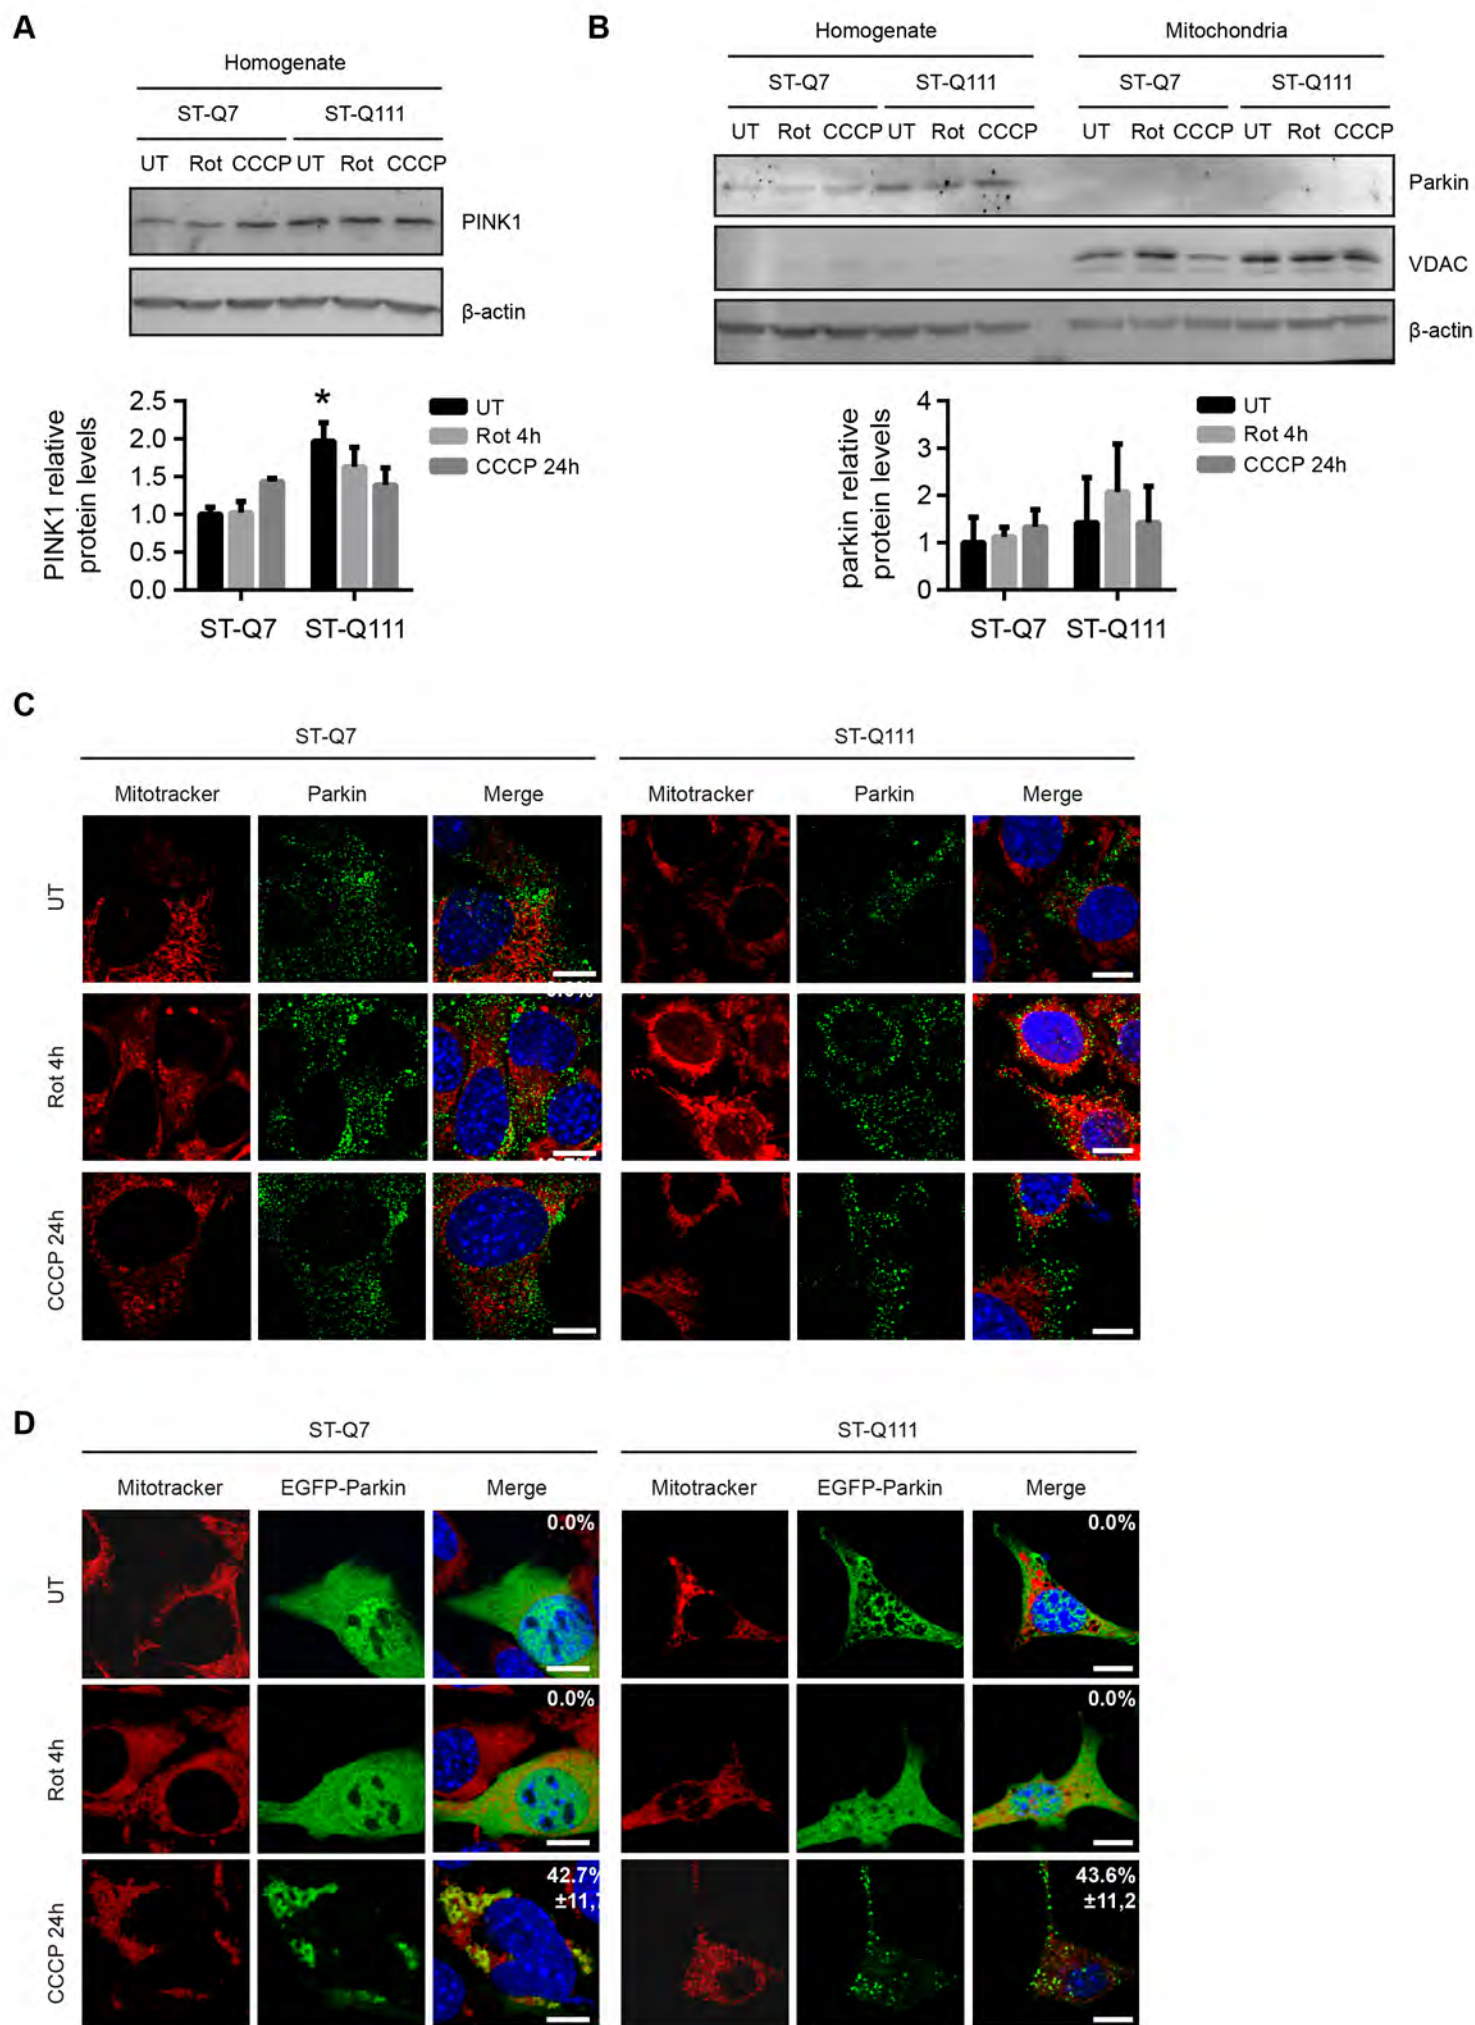 A
Homogenate
ST-Q7 ST-Q111
UT Rot CCCP UT Rot CCCP
PINK1
β-actin
PINK1 relative
protein levels
2.5
2.0
1.5
1.0
0.5
0.0
*
UT
Rot 4h
CCCP 24h
ST-Q7 ST-Q111
B
Homogenate Mitochondria
ST-Q7 ST-Q111 ST-Q7 ST-Q111
UT Rot CCCP UT Rot CCCP UT Rot CCCP UT Rot CCCP
Parkin
VDAC
β-actin
parkin relative
protein levels
4
3
2
1
0
UT
Rot 4h
CCCP 24h
ST-Q7 ST-Q111
C
ST-Q7 ST-Q111
Mitotracker Parkin Merge Mitotracker Parkin Merge
UT
Rot 4h
CCCP 24h
D
ST-Q7 ST-Q111
Mitotracker EGFP-Parkin Merge Mitotracker EGFP-Parkin Merge
UT
0.0% 0.0%
Rot 4h
0.0% 0.0%
CCCP 24h
42.7% 43.6%
±11,7 ±11,2